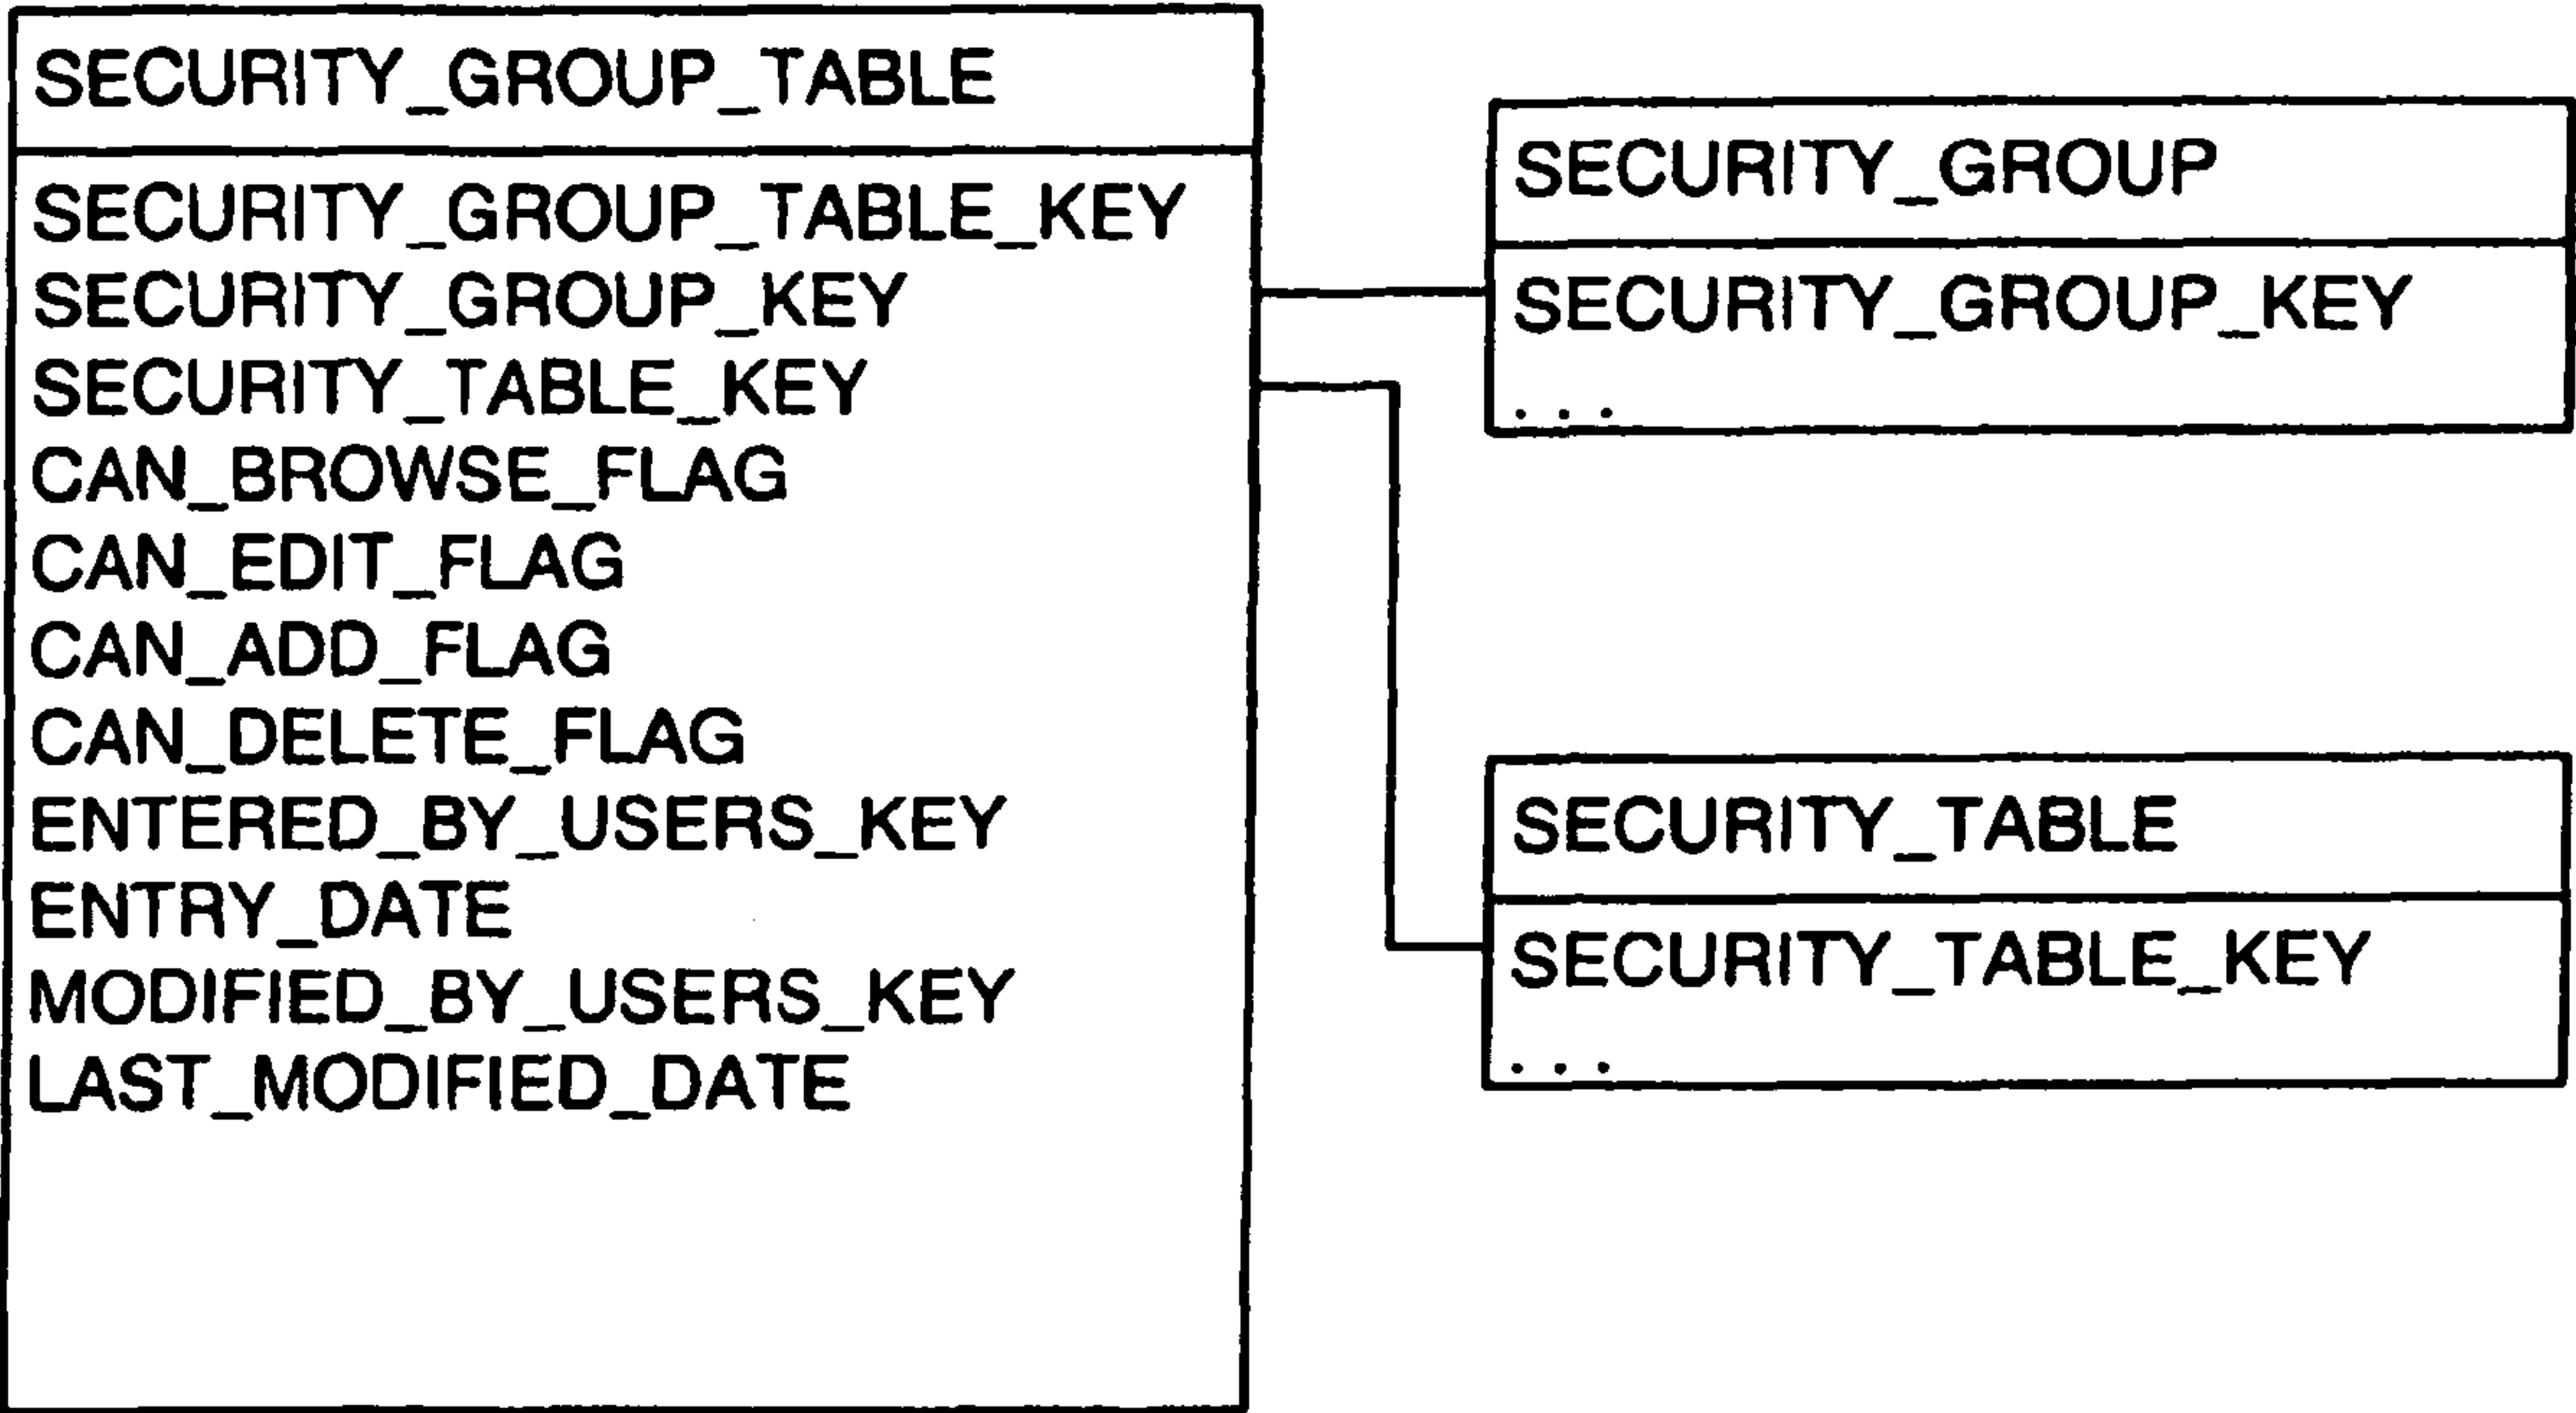 SECURITY_GROUP_TABLE
SECURITY_GROUP_TABLE_KEY
SECURITY_GROUP_KEY
SECURITY_TABLE_KEY
CAN_BROWSE_FLAG
CAN_EDIT_FLAG
CAN_ADD_FLAG
CAN_DELETE_FLAG
ENTERED_BY_USERS_KEY
ENTRY_DATE
MODIFIED_BY_USERS_KEY
LAST_MODIFIED_DATE
SECURITY_GROUP
SECURITY_GROUP_KEY
. . .
SECURITY_TABLE
SECURITY_TABLE_KEY
. . .